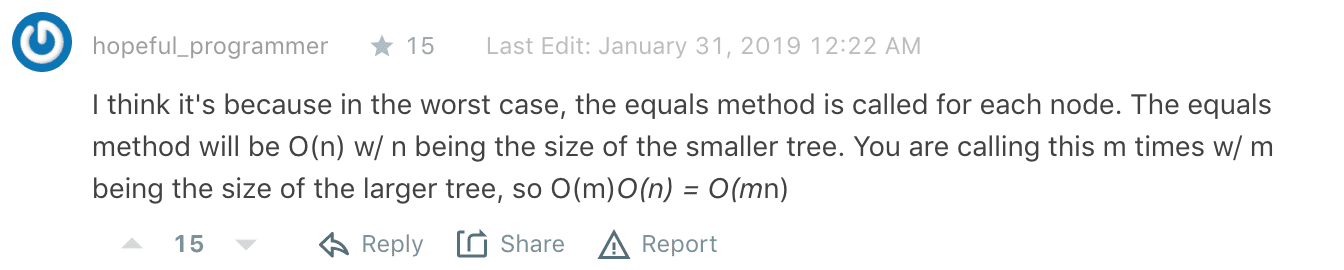 hopeful_programmer ★ 15 Last Edit: January 31, 2019 12:22 AM
I think it's because in the worst case, the equals method is called for each node. The equals
method will be O(n) w/ n being the size of the smaller tree. You are calling this m times w/ m
being the size of the larger tree, so O(m)O(n) = O(mn)
15 Reply Share Report